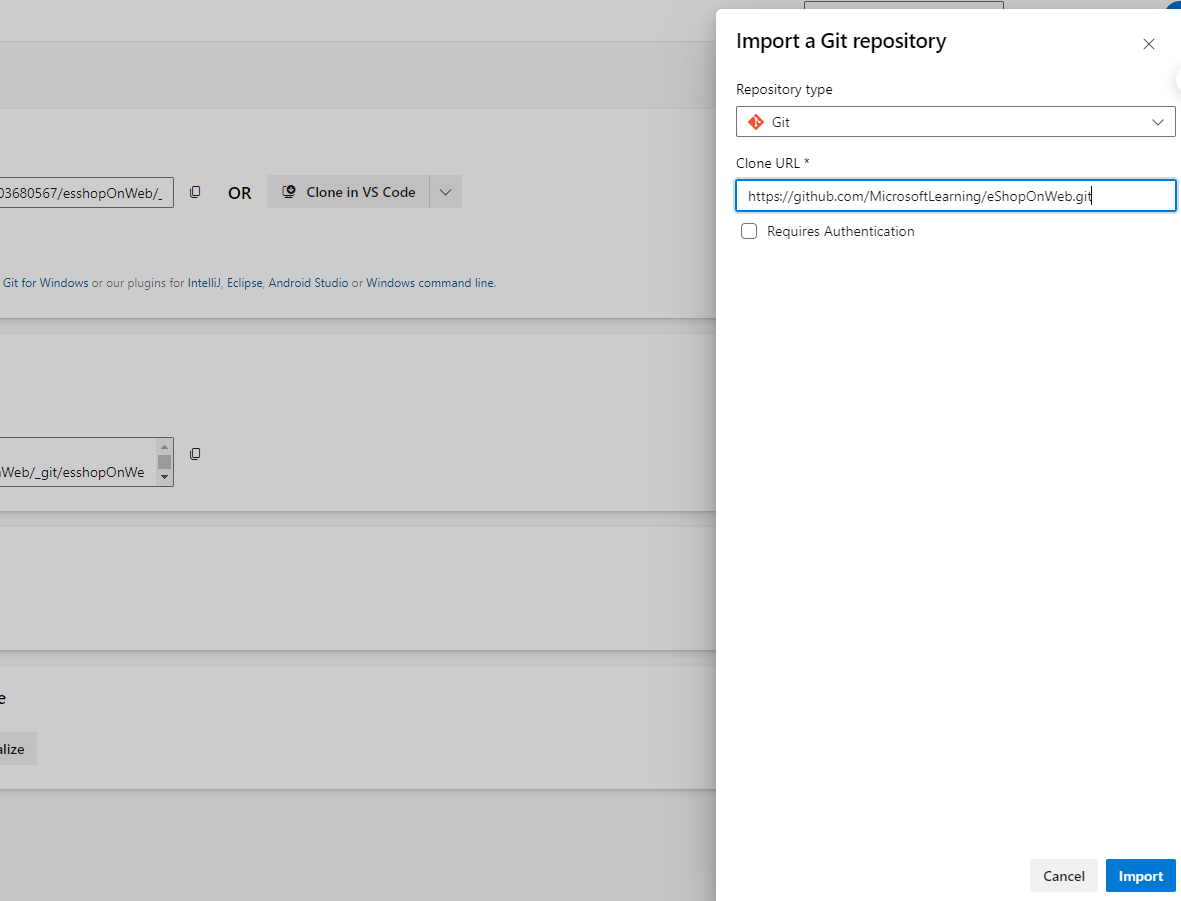 Import a Git repository
Repository type
Git
Clone URL *
https://github.com/MicrosoftLearning/eShopOnWeb.git
Requires Authentication
03680567/esshopOnWeb/_
OR
Clone in VS Code
Git for Windows or our plugins for IntelliJ, Eclipse, Android Studio or Windows command line.
Web/_git/esshopOnWe
e
alize
Cancel
Import